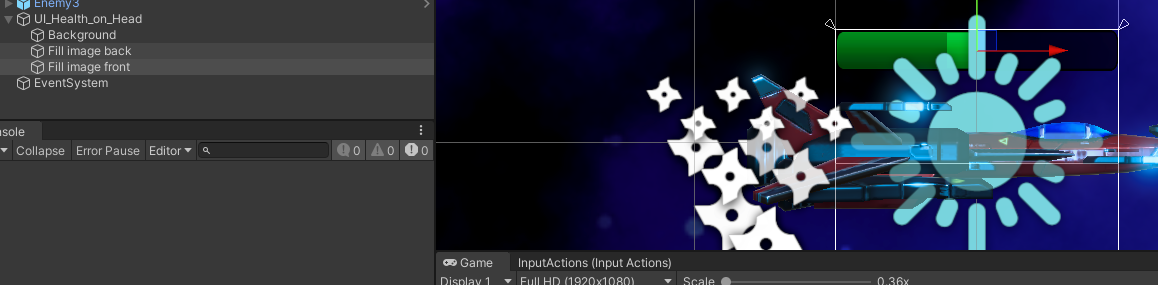 Enemy3
UI_Health_on_Head
Background
Fill image back
Fill image front
EventSystem
nsole
Collapse Error Pause Editor 0 0 0
Game InputActions (Input Actions)
Display 1 Full HD (1920x1080) Scale 0.36x